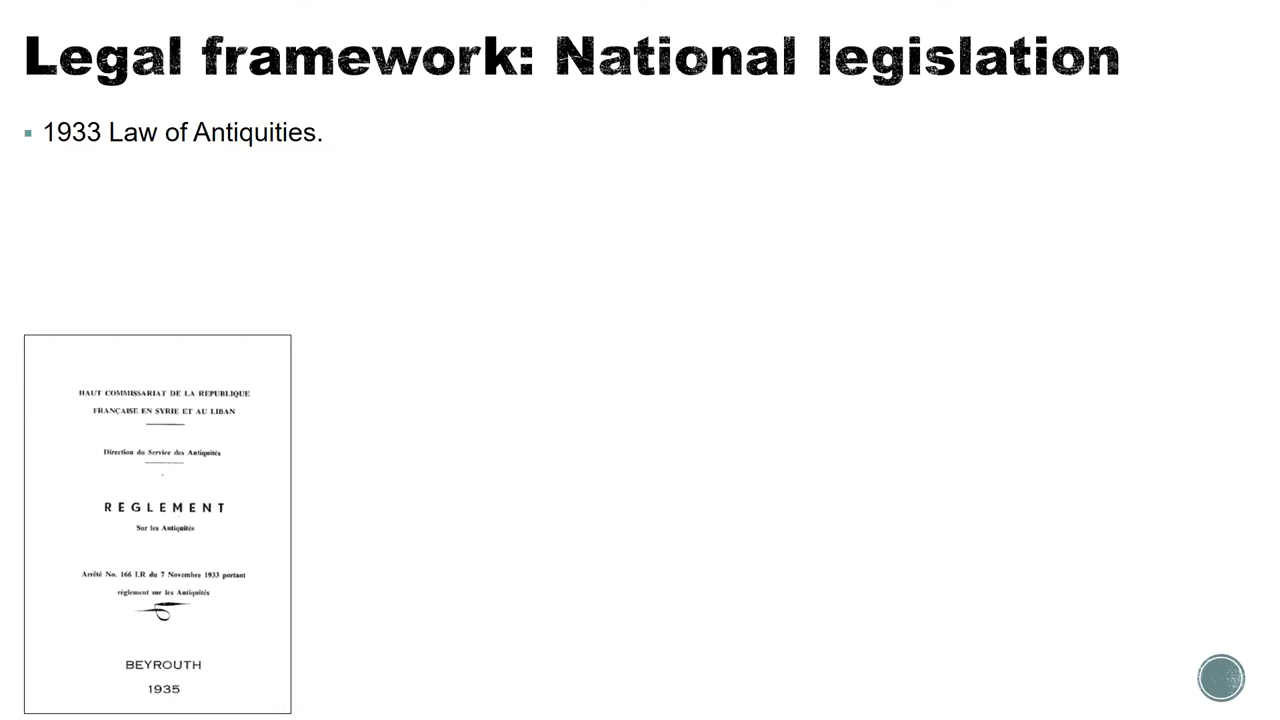 Legal framework: National legislation
1933 Law of Antiquities.
HAUT COMMISSARIAT DE LA REPUBLIQUE
FRANÇAISE EN SYRIE ET AU LIBAN
Direction du Service des Antiquités
REGLEMENT
Sur les Antiquités
Arrêté No. 166 LR du 7 Novembre 1933 portant
règlement sur les Antiquités
BEYROUTH
1935